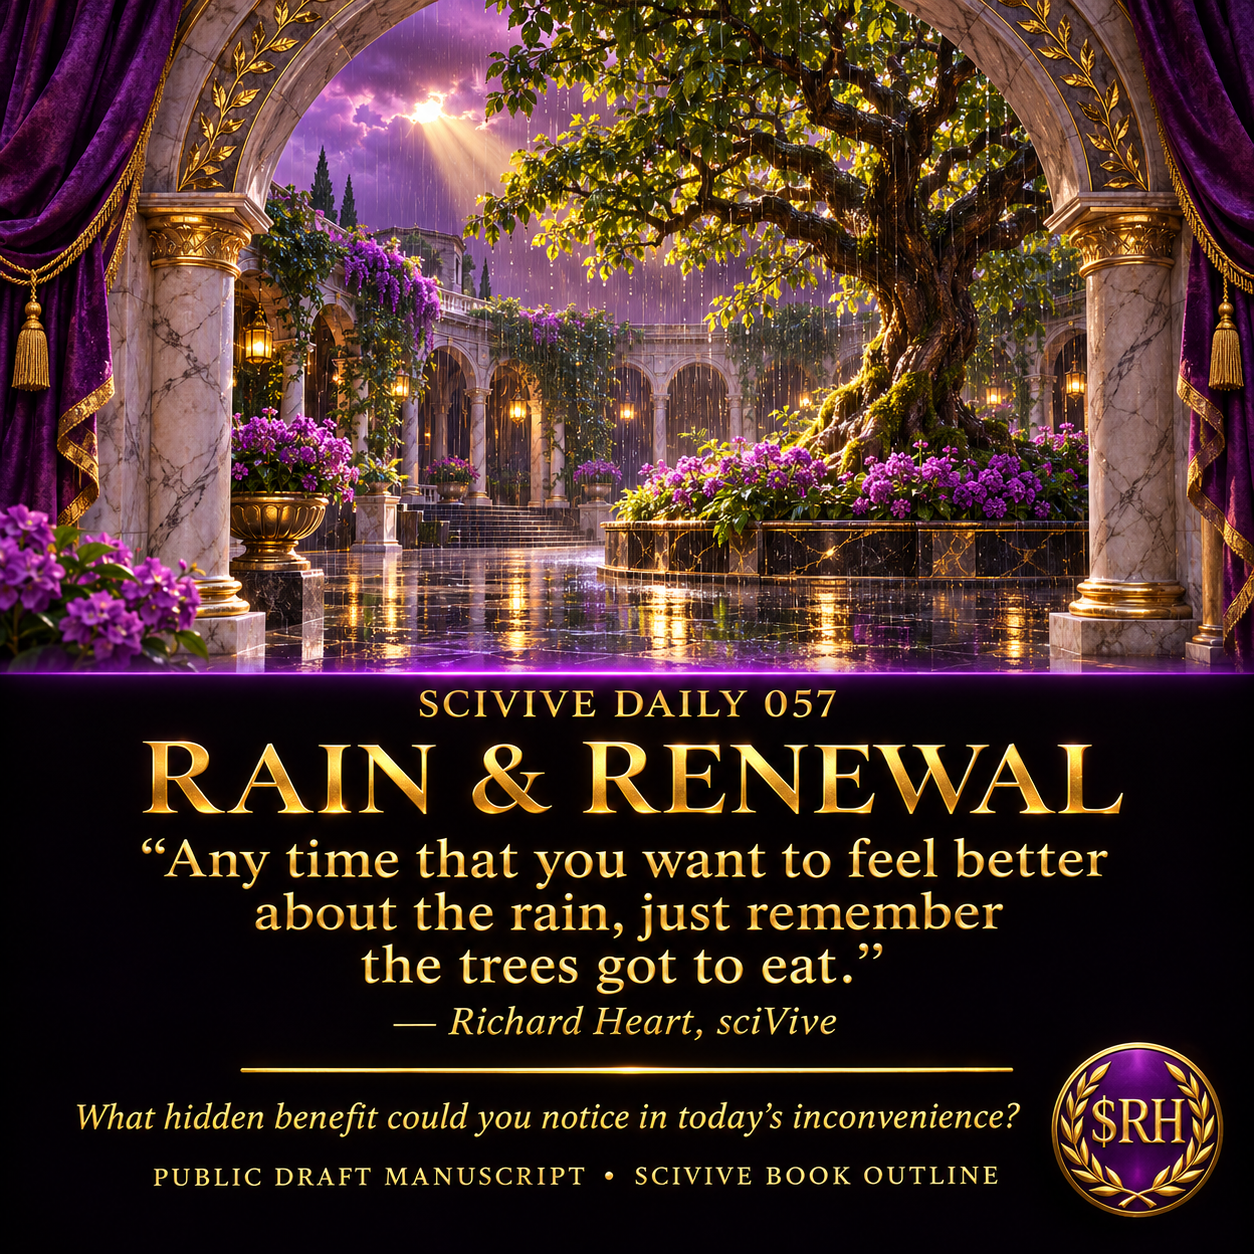 SCIVIVE DAILY 057
RAIN & RENEWAL
“Any time that you want to feel better
about the rain, just remember
the trees got to eat.”
— Richard Heart, sciVive
What hidden benefit could you notice in today’s inconvenience?
PUBLIC DRAFT MANUSCRIPT • SCIVIVE BOOK OUTLINE
$RH